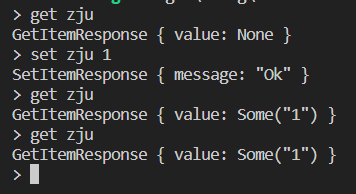 > get zju
GetItemResponse { value: None }
> set zju 1
SetItemResponse { message: "Ok" }
> get zju
GetItemResponse { value: Some("1") }
> get zju
GetItemResponse { value: Some("1") }
>